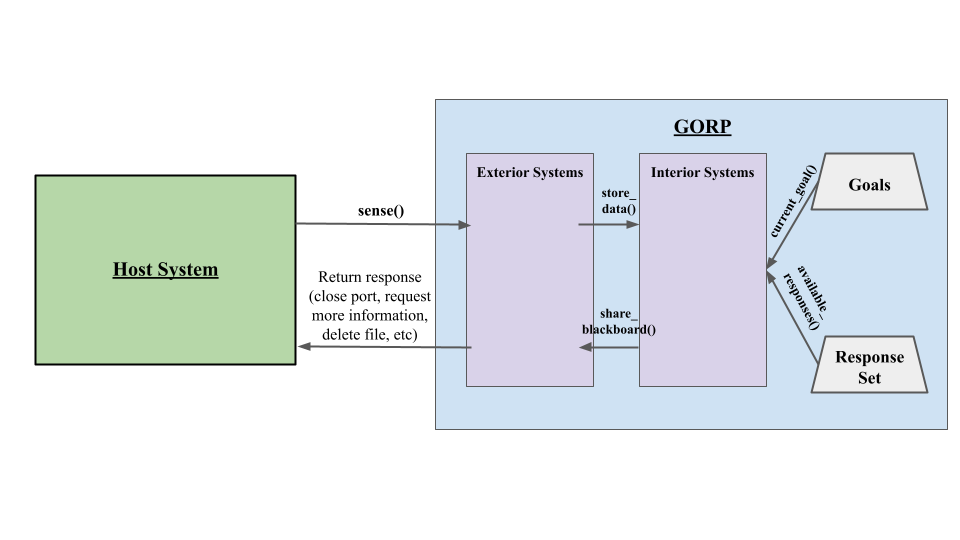 GORP
Exterior Systems
Interior Systems
Goals
store_
data()
current_goal()
sense()
Host System
Return response
(close port, request
more information,
delete file, etc)
available_
responses()
share_
blackboard()
Response
Set